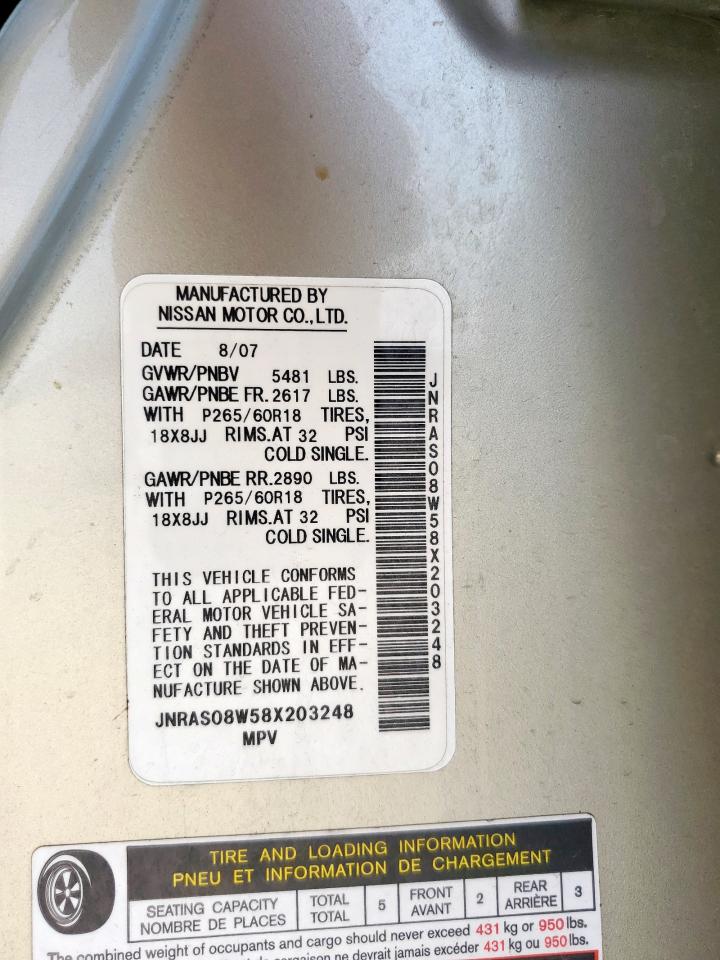 MANUFACTURED BY
NISSAN MOTOR CO., LTD.
DATE 8/07
GVWR/PNBV 5481 LBS.
GAWR/PNBE FR. 2617 LBS.
WITH P265/60R18 TIRES,
18X8JJ RIMS. AT 32 PSI
COLD SINGLE.
GAWR/PNBE RR. 2890 LBS.
WITH P265/60R18 TIRES,
18X8JJ RIMS. AT 32 PSI
COLD SINGLE.
THIS VEHICLE CONFORMS
TO ALL APPLICABLE FED-
ERAL MOTOR VEHICLE SA-
FETY AND THEFT PREVEN-
TION STANDARDS IN EFF-
ECT ON THE DATE OF MA-
NUFACTURE SHOWN ABOVE.
JNRAS08W58X203248
MPV
JNRAS08W58X203248
TIRE AND LOADING INFORMATION
PNEU ET INFORMATION DE CHARGEMENT
SEATING CAPACITY TOTAL 5 FRONT 2 REAR 3
NOMBRE DE PLACES TOTAL AVANT ARRIÈRE
The combined weight of occupants and cargo should never exceed 431 kg or 950 lbs.
cargaison ne devrait jamais excéder 431 kg ou 950 lbs.